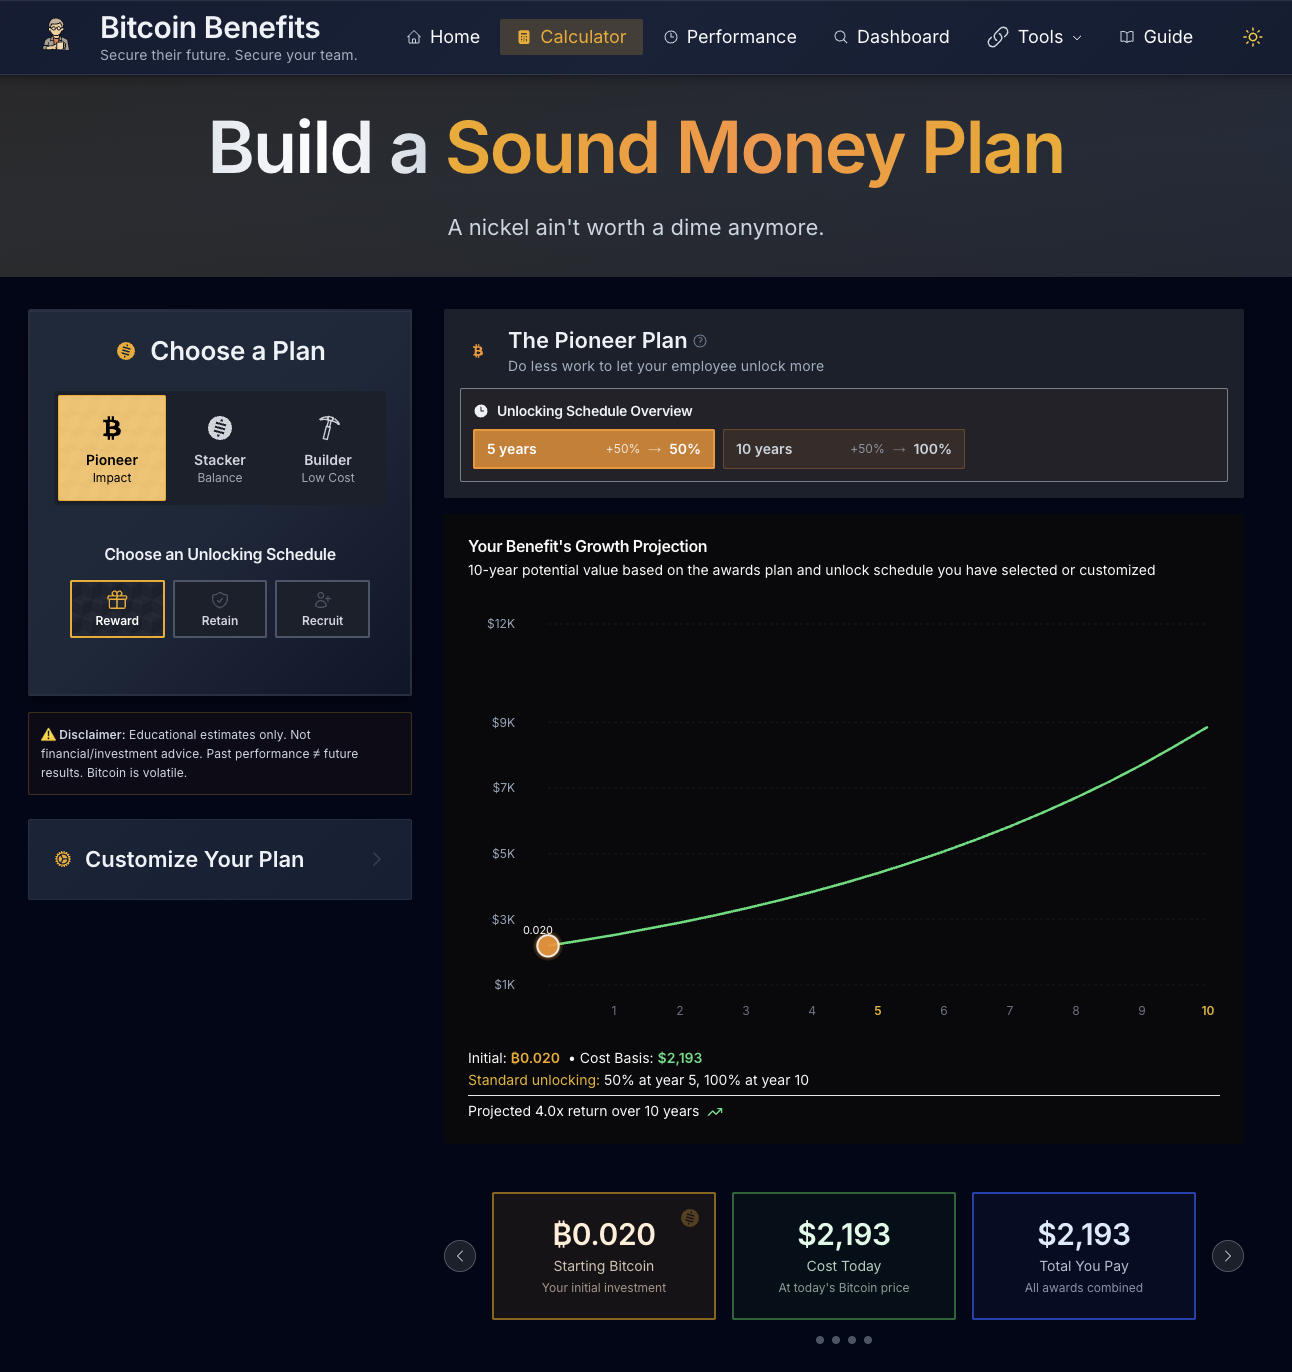 Bitcoin Benefits
Secure their future. Secure your team.
Home
Calculator
Performance
Dashboard
Tools
Guide
Build a Sound Money Plan
A nickel ain't worth a dime anymore.
Choose a Plan
Pioneer
Impact
Stacker
Balance
Builder
Low Cost
Choose an Unlocking Schedule
Reward
Retain
Recruit
⚠️ Disclaimer: Educational estimates only. Not
financial/investment advice. Past performance ≠ future
results. Bitcoin is volatile.
Customize Your Plan
The Pioneer Plan
Do less work to let your employee unlock more
Unlocking Schedule Overview
5 years +50% → 50%
10 years +50% → 100%
Your Benefit's Growth Projection
10-year potential value based on the awards plan and unlock schedule you have selected or customized
$12K
$9K
$7K
$5K
$3K
$1K
0.020
1 2 3 4 5 6 7 8 9 10
Initial: ₿0.020 • Cost Basis: $2,193
Standard unlocking: 50% at year 5, 100% at year 10
Projected 4.0x return over 10 years
₿0.020
Starting Bitcoin
Your initial investment
$2,193
Cost Today
At today's Bitcoin price
$2,193
Total You Pay
All awards combined